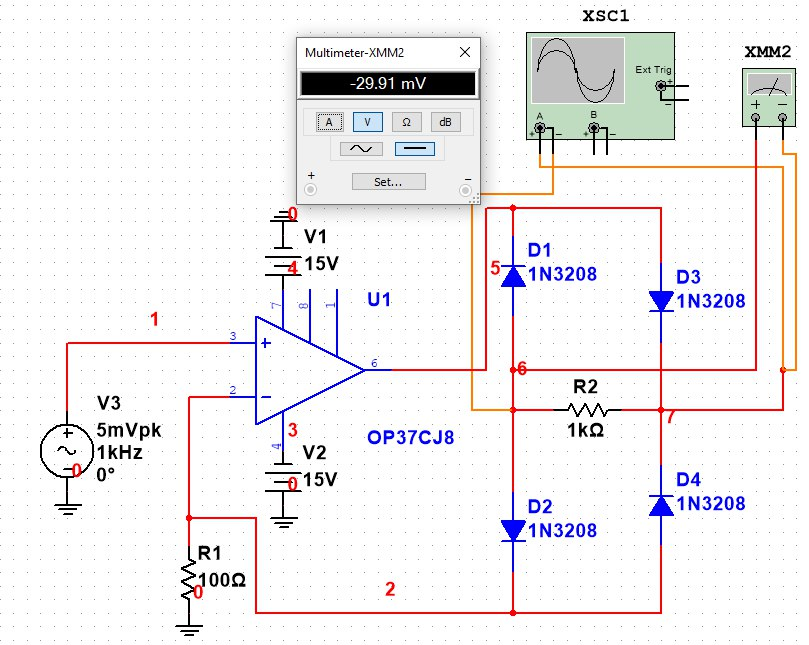 XSC1
Multimeter-XMM2
XMM2
-29.91 mV
Ext Trig
+
A
B
A
V
Ω
dB
+
−
Set...
+
−
0
V1
4
15V
5
D1
1N3208
D3
1N3208
7
8
1
U1
1
3
+
6
6
R2
1kΩ
7
2
−
V3
5mVpk
1kHz
0°
0
3
4
OP37CJ8
V2
15V
0
D4
1N3208
D2
1N3208
R1
100Ω
0
2